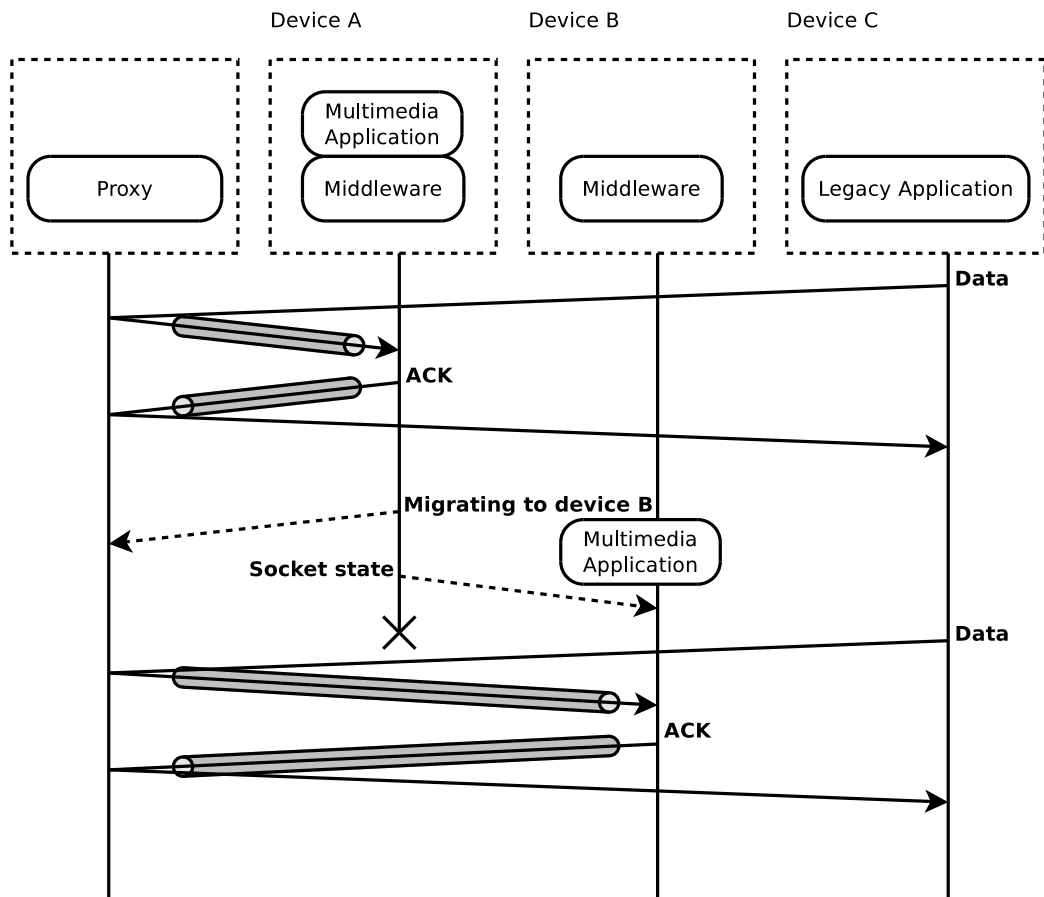 Device A
Device B
Device C
Multimedia
Application
Proxy
Middleware
Middleware
Legacy Application
Data
ACK
Migrating to device B
Multimedia
Application
Socket state
Data
ACK